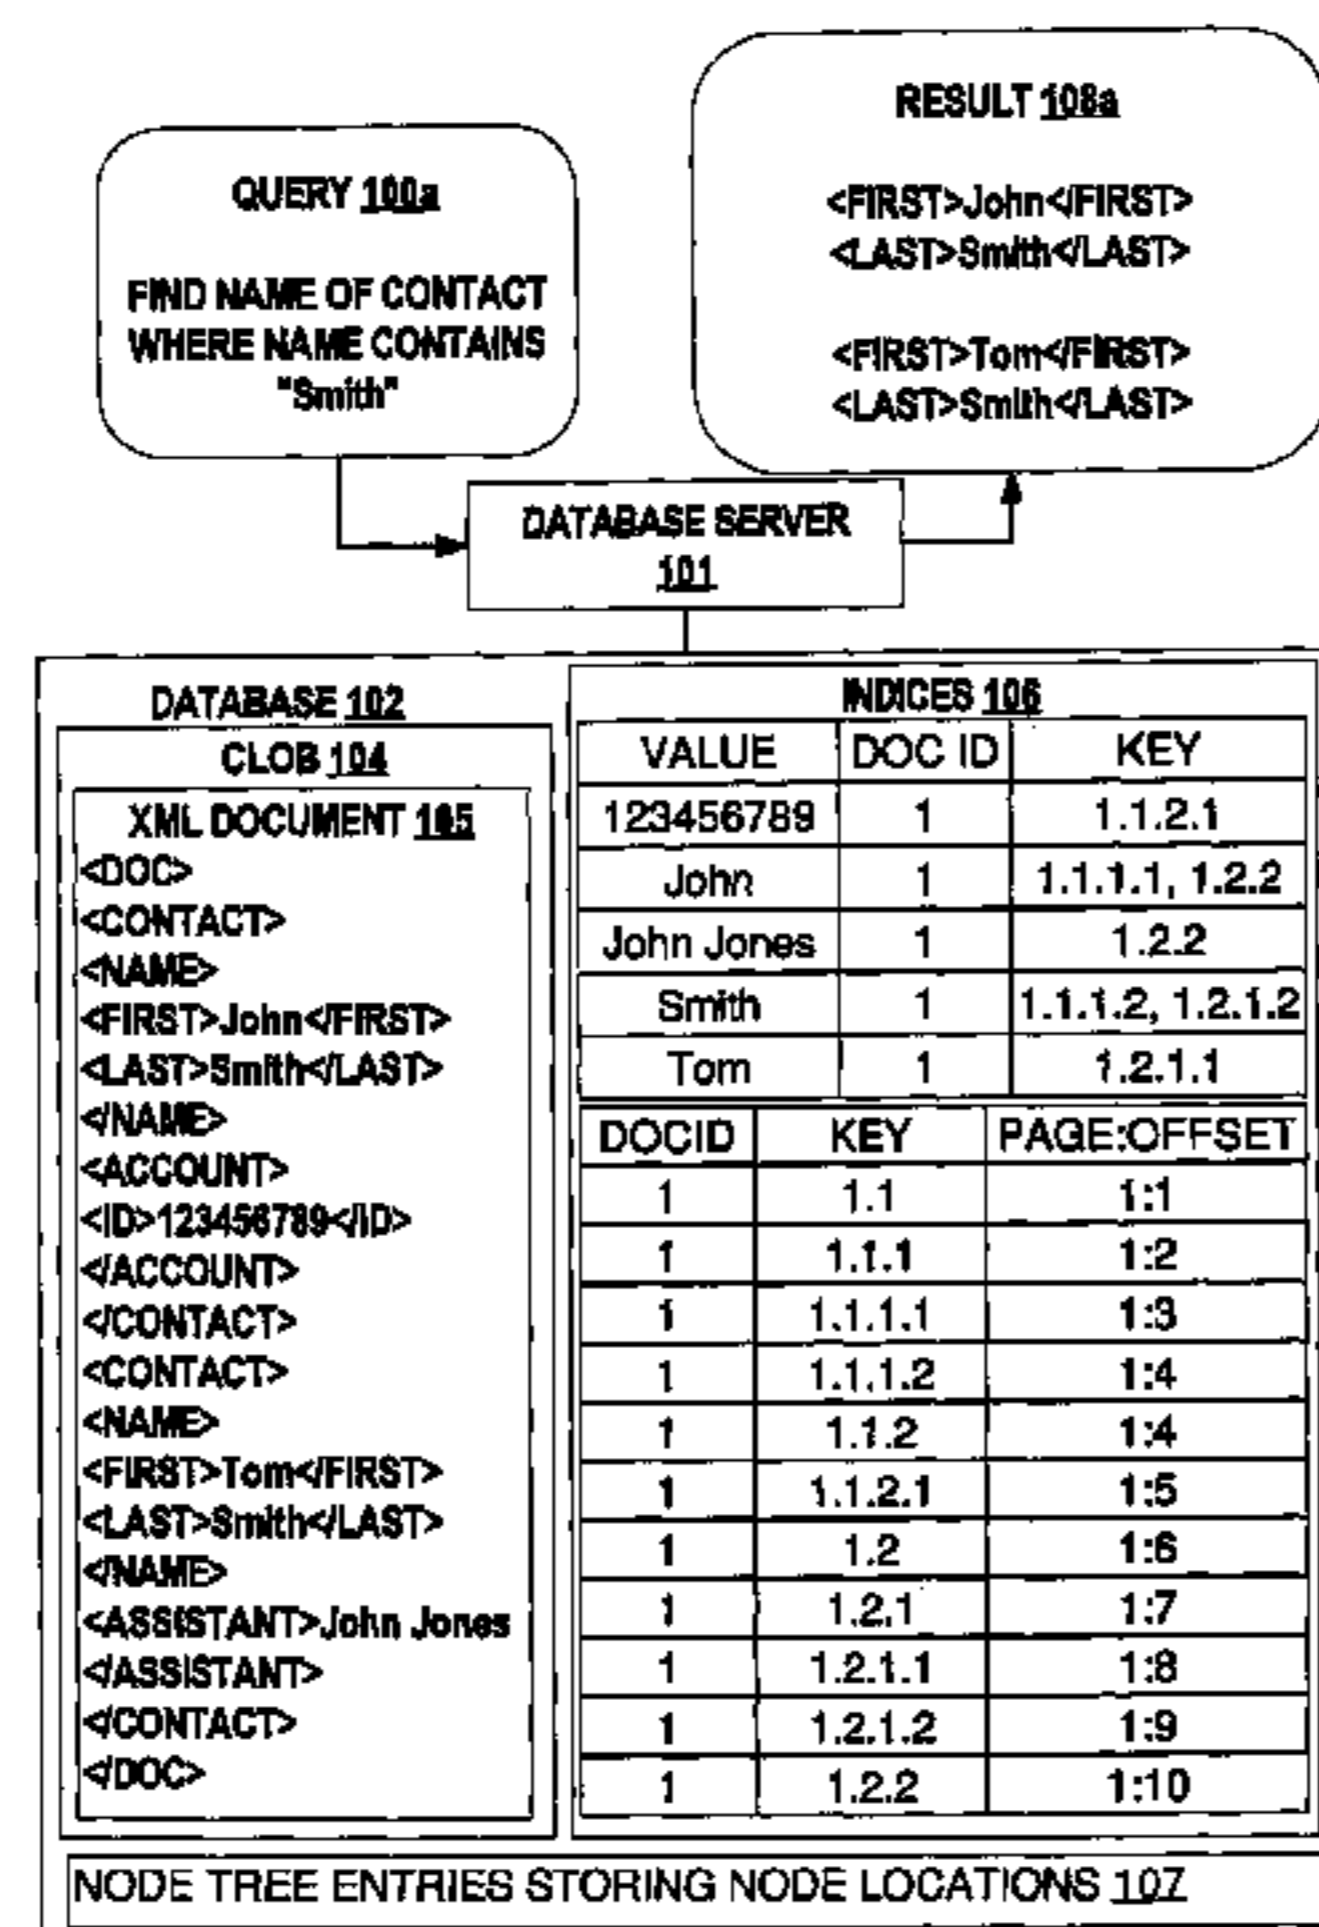 QUERY 100a
FIND NAME OF CONTACT
WHERE NAME CONTAINS
"Smith"
RESULT 108a
<FIRST>John</FIRST>
<LAST>Smith</LAST>
<FIRST>Tom</FIRST>
<LAST>Smith</LAST>
DATABASE SERVER
101
DATABASE 102
CLOB 104
XML DOCUMENT 105
<DOC>
<CONTACT>
<NAME>
<FIRST>John</FIRST>
<LAST>Smith</LAST>
</NAME>
<ACCOUNT>
<ID>123456789</ID>
</ACCOUNT>
</CONTACT>
<CONTACT>
<NAME>
<FIRST>Tom</FIRST>
<LAST>Smith</LAST>
</NAME>
<ASSISTANT>John Jones
</ASSISTANT>
</CONTACT>
</DOC>
INDICES 106
VALUE DOC ID KEY
123456789 1 1.1.2.1
John 1 1.1.1.1, 1.2.2
John Jones 1 1.2.2
Smith 1 1.1.1.2, 1.2.1.2
Tom 1 1.2.1.1
DOCID KEY PAGE:OFFSET
1 1.1 1:1
1 1.1.1 1:2
1 1.1.1.1 1:3
1 1.1.1.2 1:4
1 1.1.2 1:4
1 1.1.2.1 1:5
1 1.2 1:6
1 1.2.1 1:7
1 1.2.1.1 1:8
1 1.2.1.2 1:9
1 1.2.2 1:10
NODE TREE ENTRIES STORING NODE LOCATIONS 107